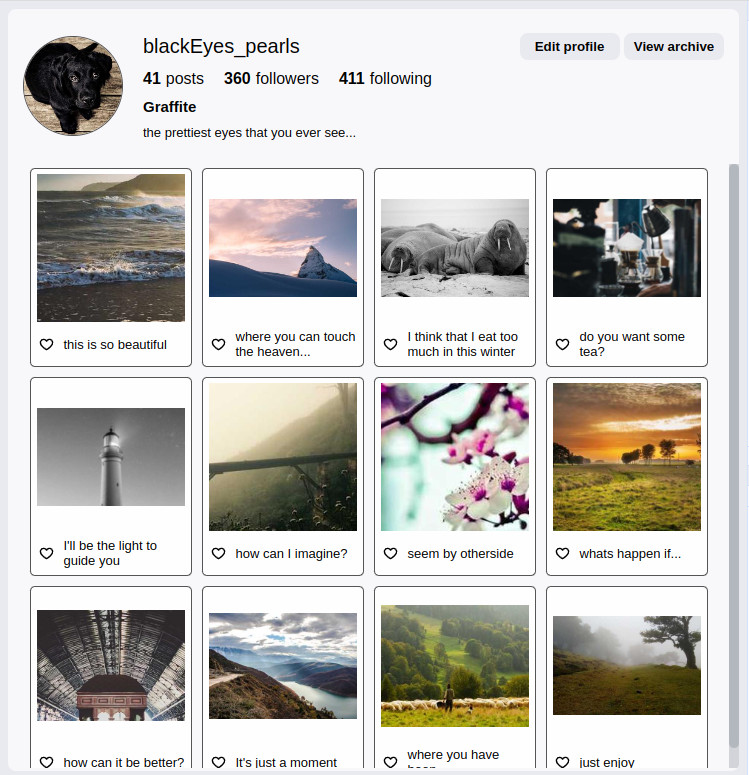 blackEyes_pearls
Edit profile
View archive
41 posts 360 followers 411 following
Graffite
the prettiest eyes that you ever see...
this is so beautiful
where you can touch
the heaven...
I think that I eat too
much in this winter
do you want some
tea?
I'll be the light to
guide you
how can I imagine?
seem by otherside
whats happen if...
how can it be better?
It's just a moment
where you have
just enjoy